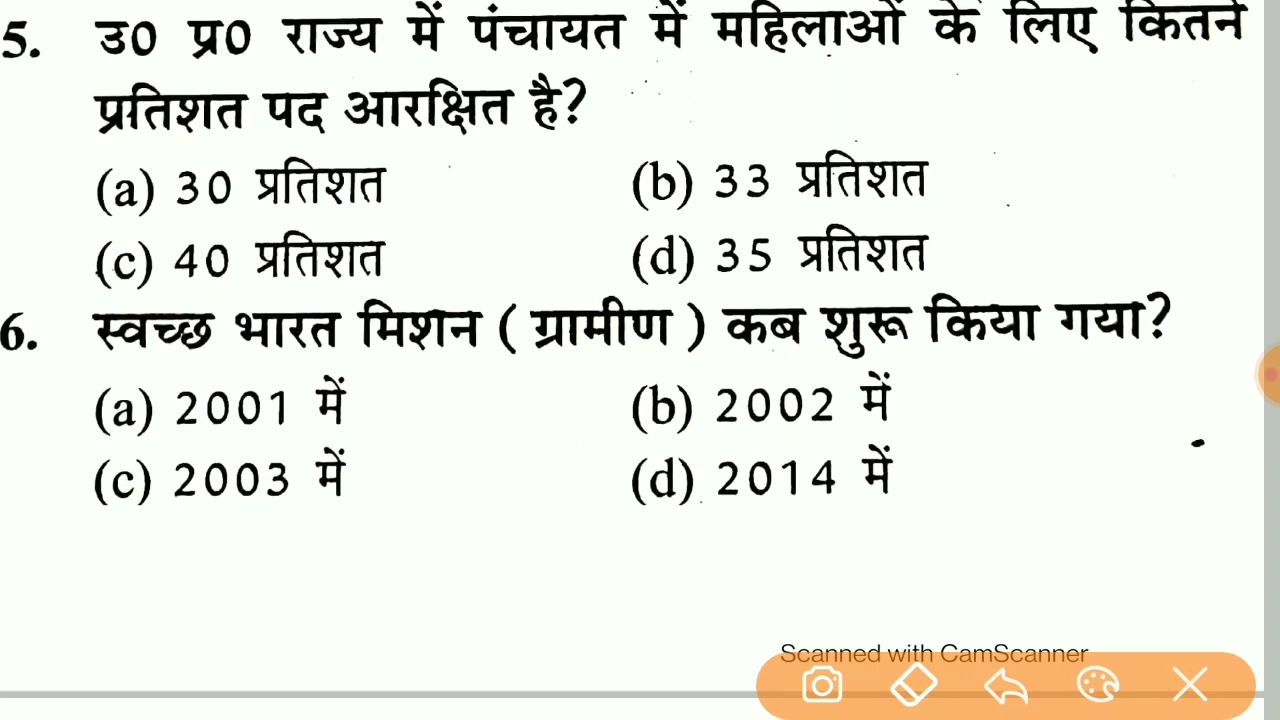 5. उ0 प्र0 राज्य में पंचायत में महिलाओं के लिए कितने
प्रतिशत पद आरक्षित है?
(a) 30 प्रतिशत (b) 33 प्रतिशत
(c) 40 प्रतिशत (d) 35 प्रतिशत
6. स्वच्छ भारत मिशन ( ग्रामीण ) कब शुरू किया गया?
(a) 2001 में (b) 2002 में
(c) 2003 में (d) 2014 में
Scanned with CamScanner